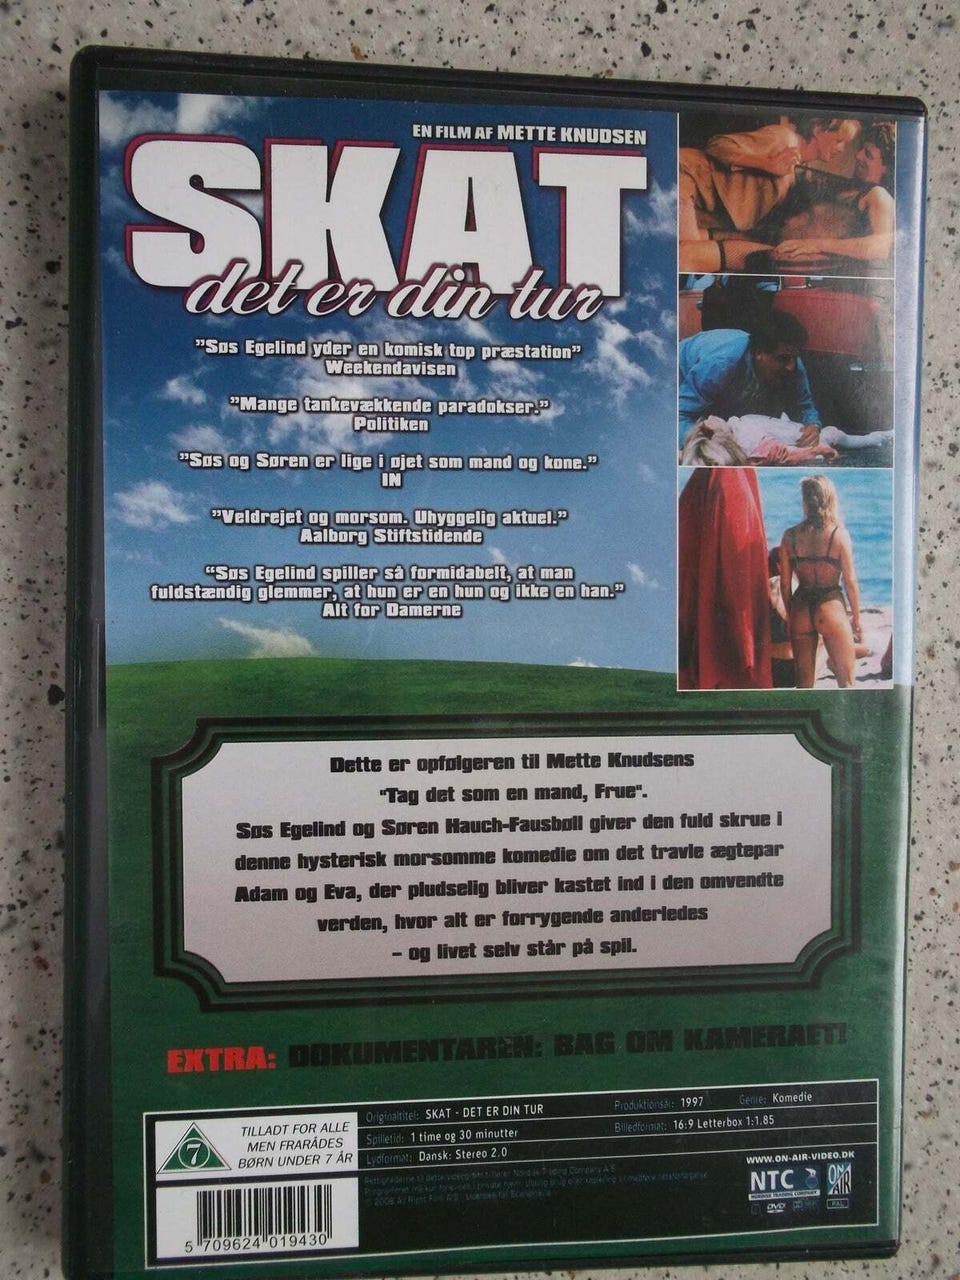 EN FILM AF METTE KNUDSEN
SKAT
det er din tur
"Søs Egelind yder en komisk top præstation"
Weekendavisen
"Mange tankevækkende paradokser."
Politiken
"Søs og Søren er lige i øjet som mand og kone."
IN
"Veldrejet og morsom. Uhyggelig aktuel."
Aalborg Stiftstidende
"Søs Egelind spiller så formidabelt, at man
fuldstændig glemmer, at hun er en hun og ikke en han."
Alt for Damerne
Dette er opfølgeren til Mette Knudsens
"Tag det som en mand, Frue".
Søs Egelind og Søren Hauch-Fausbøll giver den fuld skrue i
denne hysterisk morsomme komedie om det travle ægtepar
Adam og Eva, der pludselig bliver kastet ind i den omvendte
verden, hvor alt er forrygende anderledes
- og livet selv står på spil.
EXTRA: DOKUMENTAREN: BAG OM KAMERAET!
7
TILLADT FOR ALLE
MEN FRARÅDES
BØRN UNDER 7 ÅR
Originaltitel: SKAT - DET ER DIN TUR
Produktionsår: 1997 Genre: Komedie
Spilletid: 1 time og 30 minutter
Billedformat: 16:9 Letterbox 1:1.85
Lydformat: Dansk: Stereo 2.0
WWW.ON-AIR-VIDEO.DK
NTC
NORDISK TRADING COMPANY
ON AIR
DVD
PAL
5 709624 019430